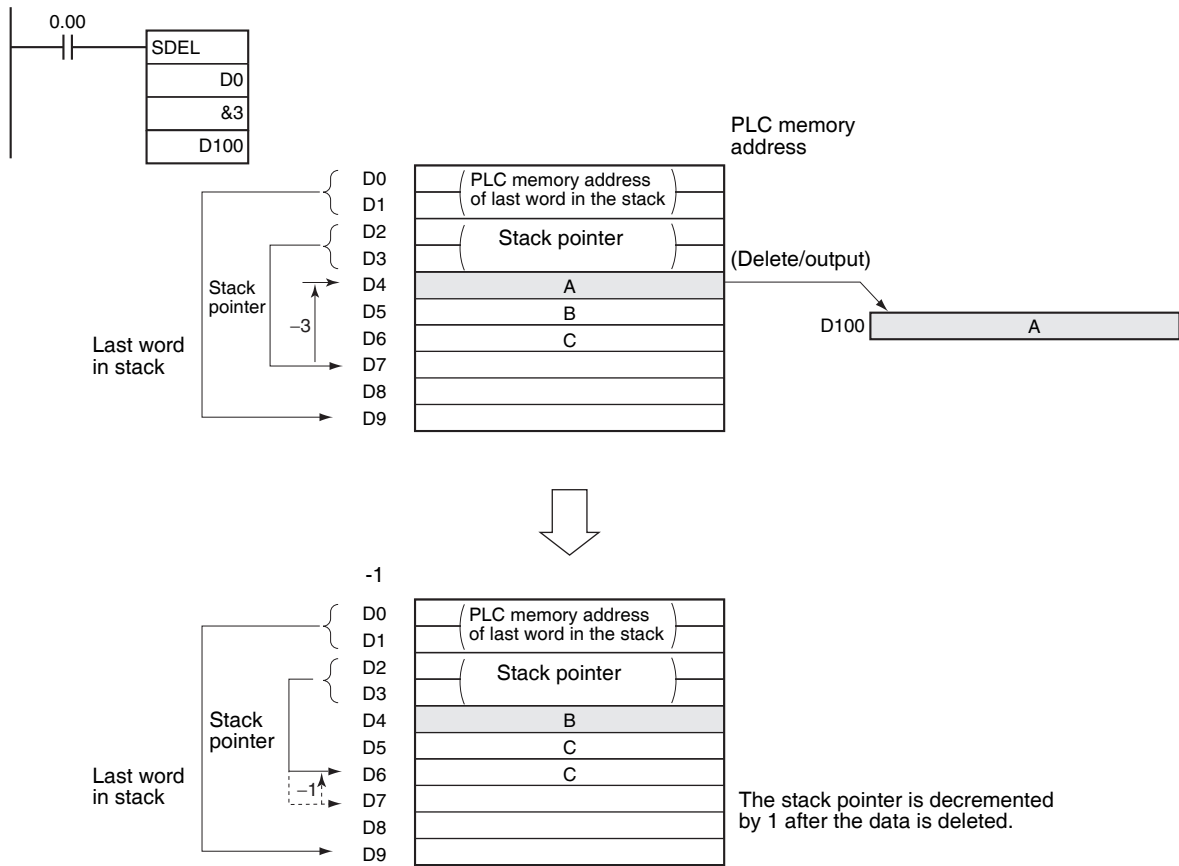 0.00
SDEL
D0
&3
D100
PLC memory
address
D0
D1
D2
D3
D4
D5
D6
D7
D8
D9
(PLC memory address
of last word in the stack)
(Stack pointer)
A
B
C
Stack
pointer
−3
Last word
in stack
(Delete/output)
D100
A
-1
D0
D1
D2
D3
D4
D5
D6
D7
D8
D9
(PLC memory address
of last word in the stack)
(Stack pointer)
B
C
C
Stack
pointer
−1
Last word
in stack
The stack pointer is decremented
by 1 after the data is deleted.